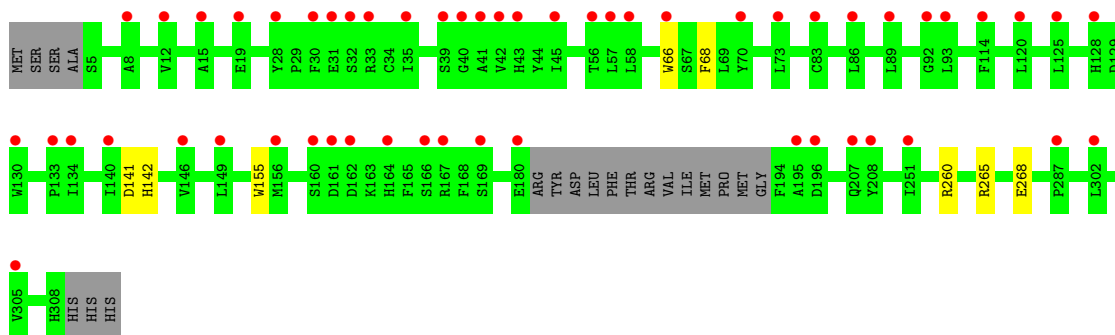 MET SER SER ALA S5 A8 V12 A15 E19 Y28 P29 F30 E31 S32 R33 C34 I35 S39 G40 A41 V42 H43 Y44 I45 T56 L57 L58 W66 S67 F68 L69 Y70 L73 C83 L86 L89 G92 L93 F114 L120 L125 H128 D129
W130 P133 I134 I140 D141 H142 V146 L149 W155 M156 S160 D161 D162 K163 H164 F165 S166 R167 F168 S169 E180 ARG TYR ASP LEU PHE THR ARG VAL ILE MET PRO MET GLY F194 A195 D196 Q207 Y208 I251 R260 R265 E268 P287 L302
V305 H308 HIS HIS HIS